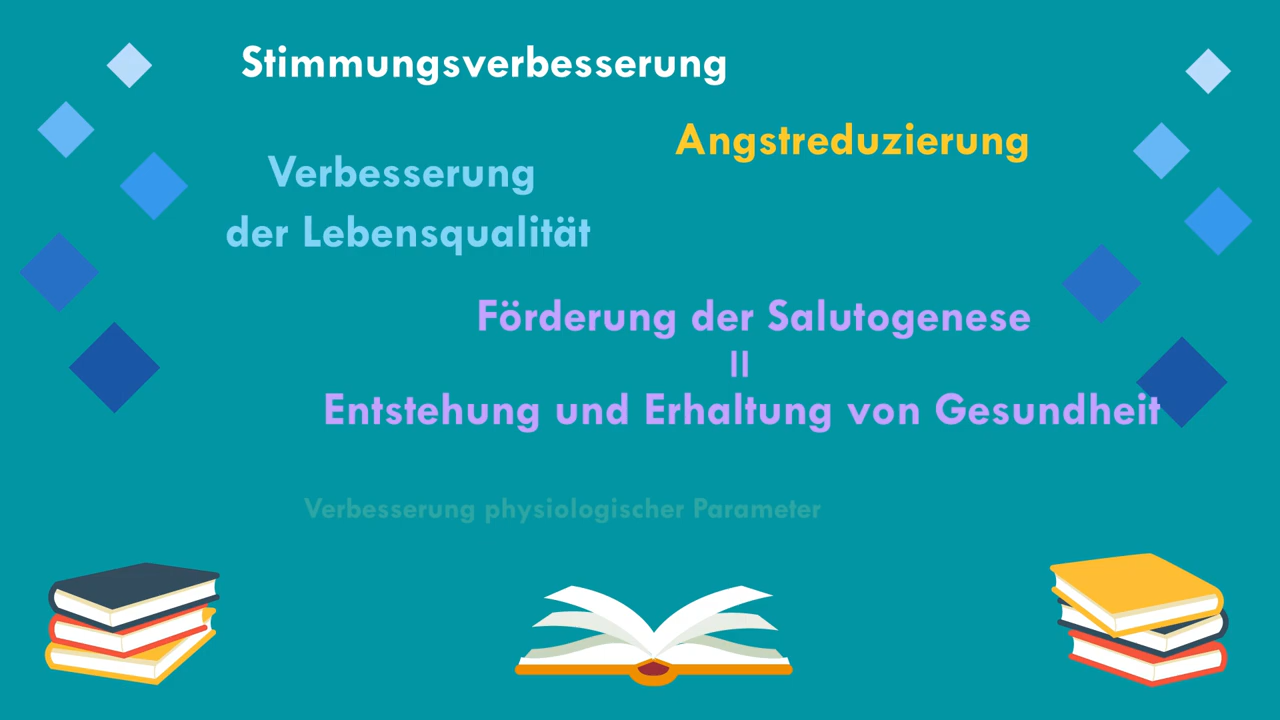 Stimmungsverbesserung
Angstreduzierung
Verbesserung
der Lebensqualität
Förderung der Salutogenese
=
Entstehung und Erhaltung von Gesundheit
Verbesserung physiologischer Parameter